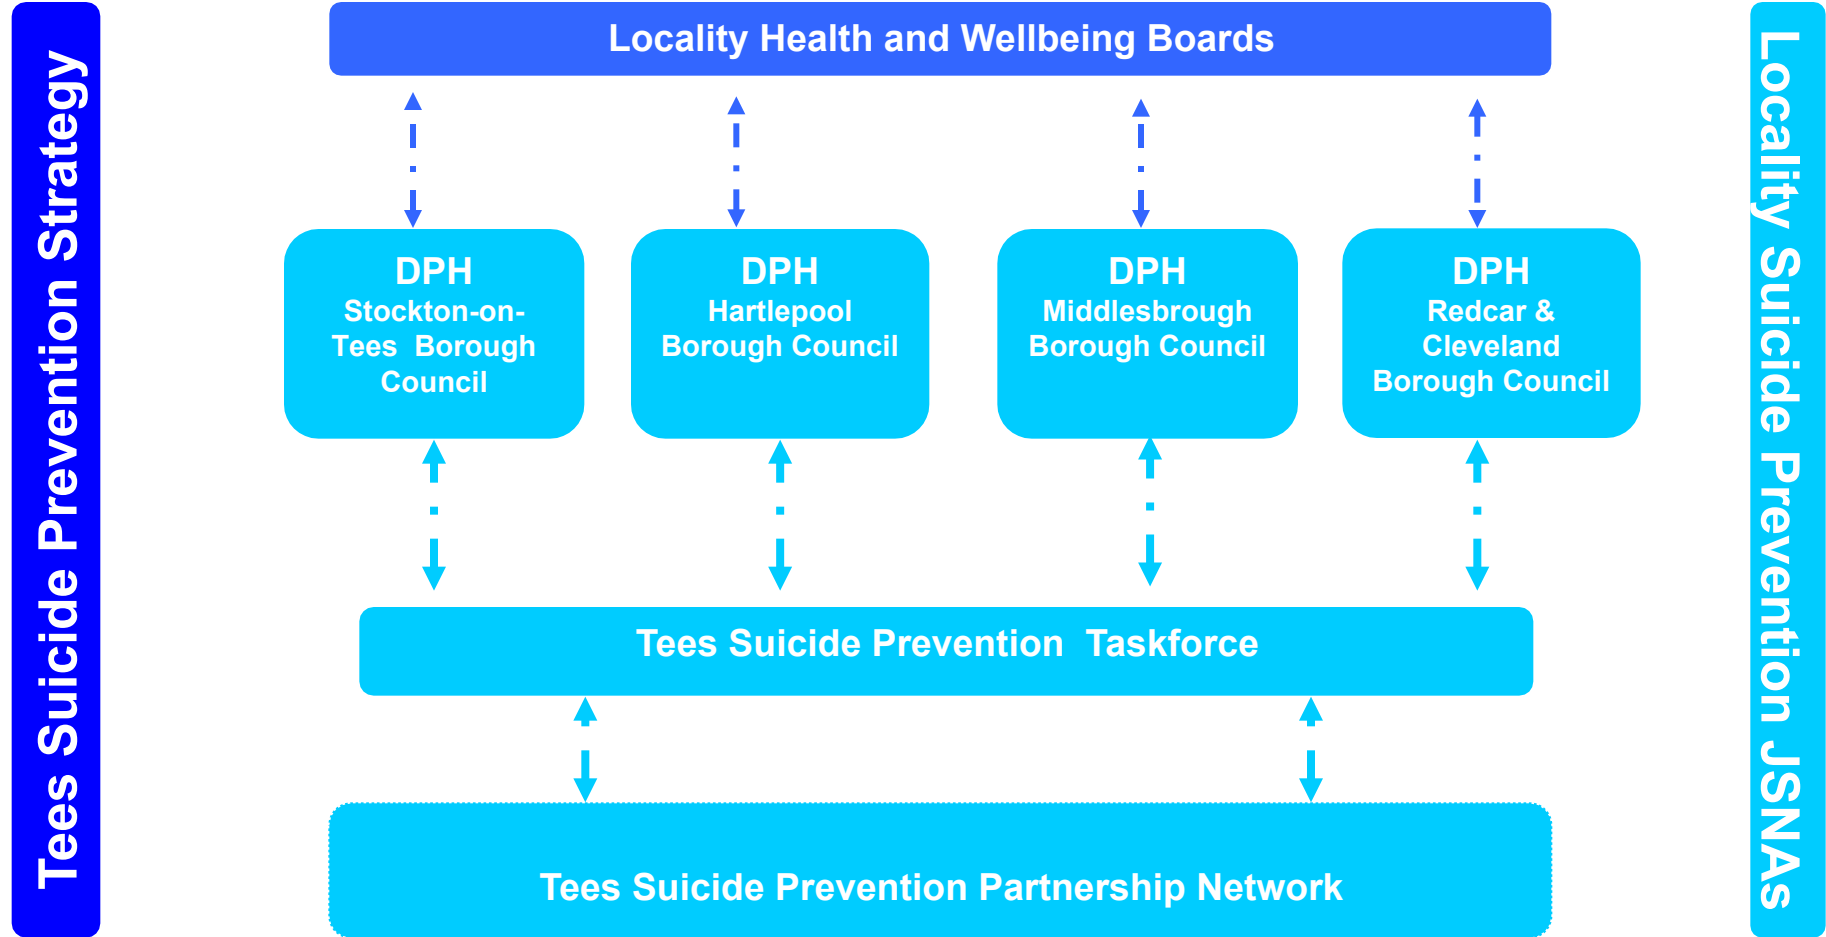 Tees Suicide Prevention Strategy
Locality Health and Wellbeing Boards
DPH
Stockton-on-
Tees  Borough
Council
DPH
Hartlepool
Borough Council
DPH
Middlesbrough
Borough Council
DPH
Redcar &
Cleveland
Borough Council
Tees Suicide Prevention  Taskforce
Tees Suicide Prevention Partnership Network
Locality Suicide Prevention JSNAs